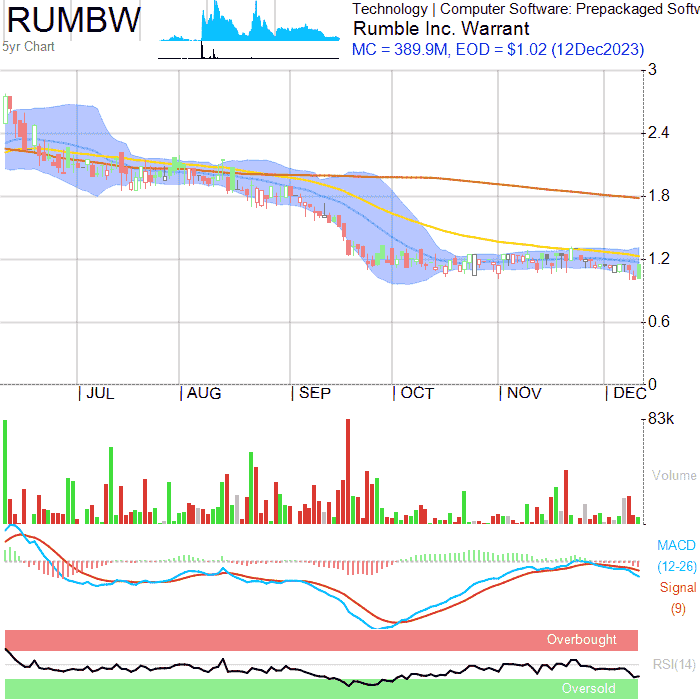 RUMBW
5yr Chart
Technology | Computer Software: Prepackaged Softw
Rumble Inc. Warrant
MC = 389.9M, EOD = $1.02 (12Dec2023)
3
2.4
1.8
1.2
0.6
0
JUL AUG SEP OCT NOV DEC
83k
Volume
MACD
(12-26)
Signal
(9)
Overbought
RSI(14)
Oversold